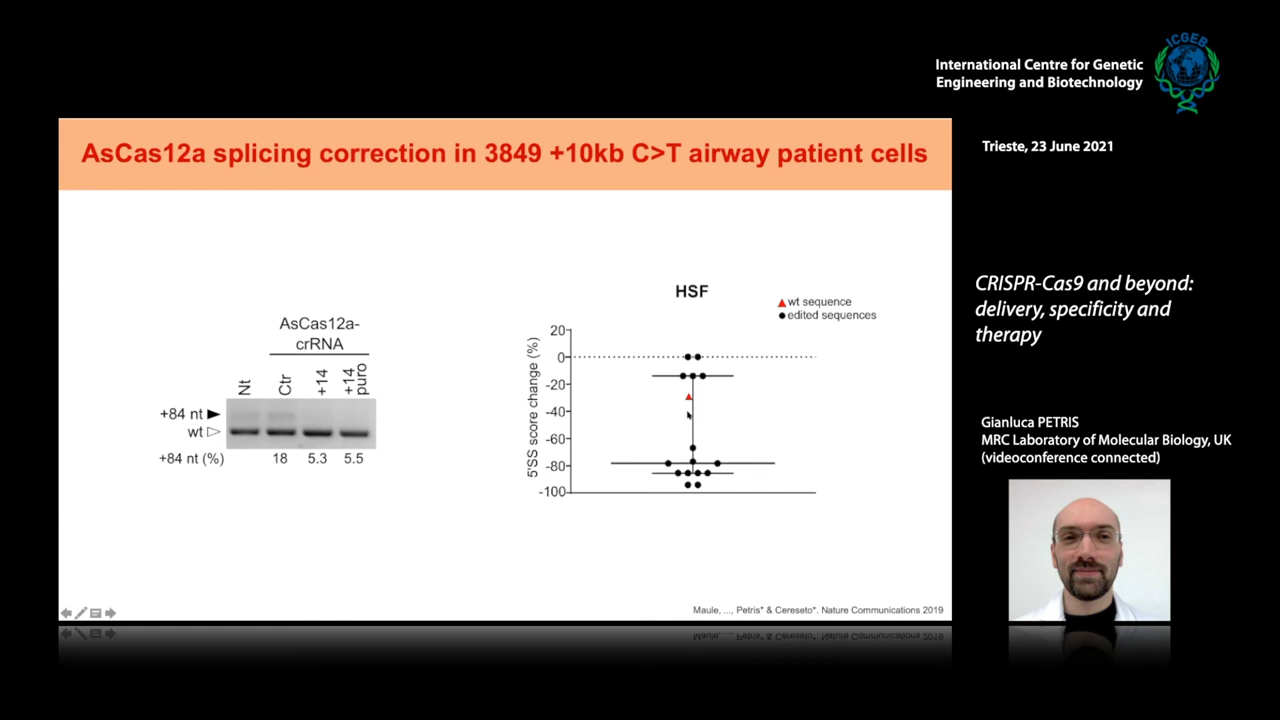 International Centre for Genetic
Engineering and Biotechnology
ICGEB
Trieste, 23 June 2021
AsCas12a splicing correction in 3849 +10kb C>T airway patient cells
AsCas12a-
crRNA
Nt
Ctr
+14
+14
puro
+84 nt
wt
+84 nt (%)
18
5.3
5.5
HSF
wt sequence
edited sequences
5'SS score change (%)
20
0
-20
-40
-60
-80
-100
Maule, ..., Petris* & Cereseto*. Nature Communications 2019
CRISPR-Cas9 and beyond:
delivery, specificity and
therapy
Gianluca PETRIS
MRC Laboratory of Molecular Biology, UK
(videoconference connected)